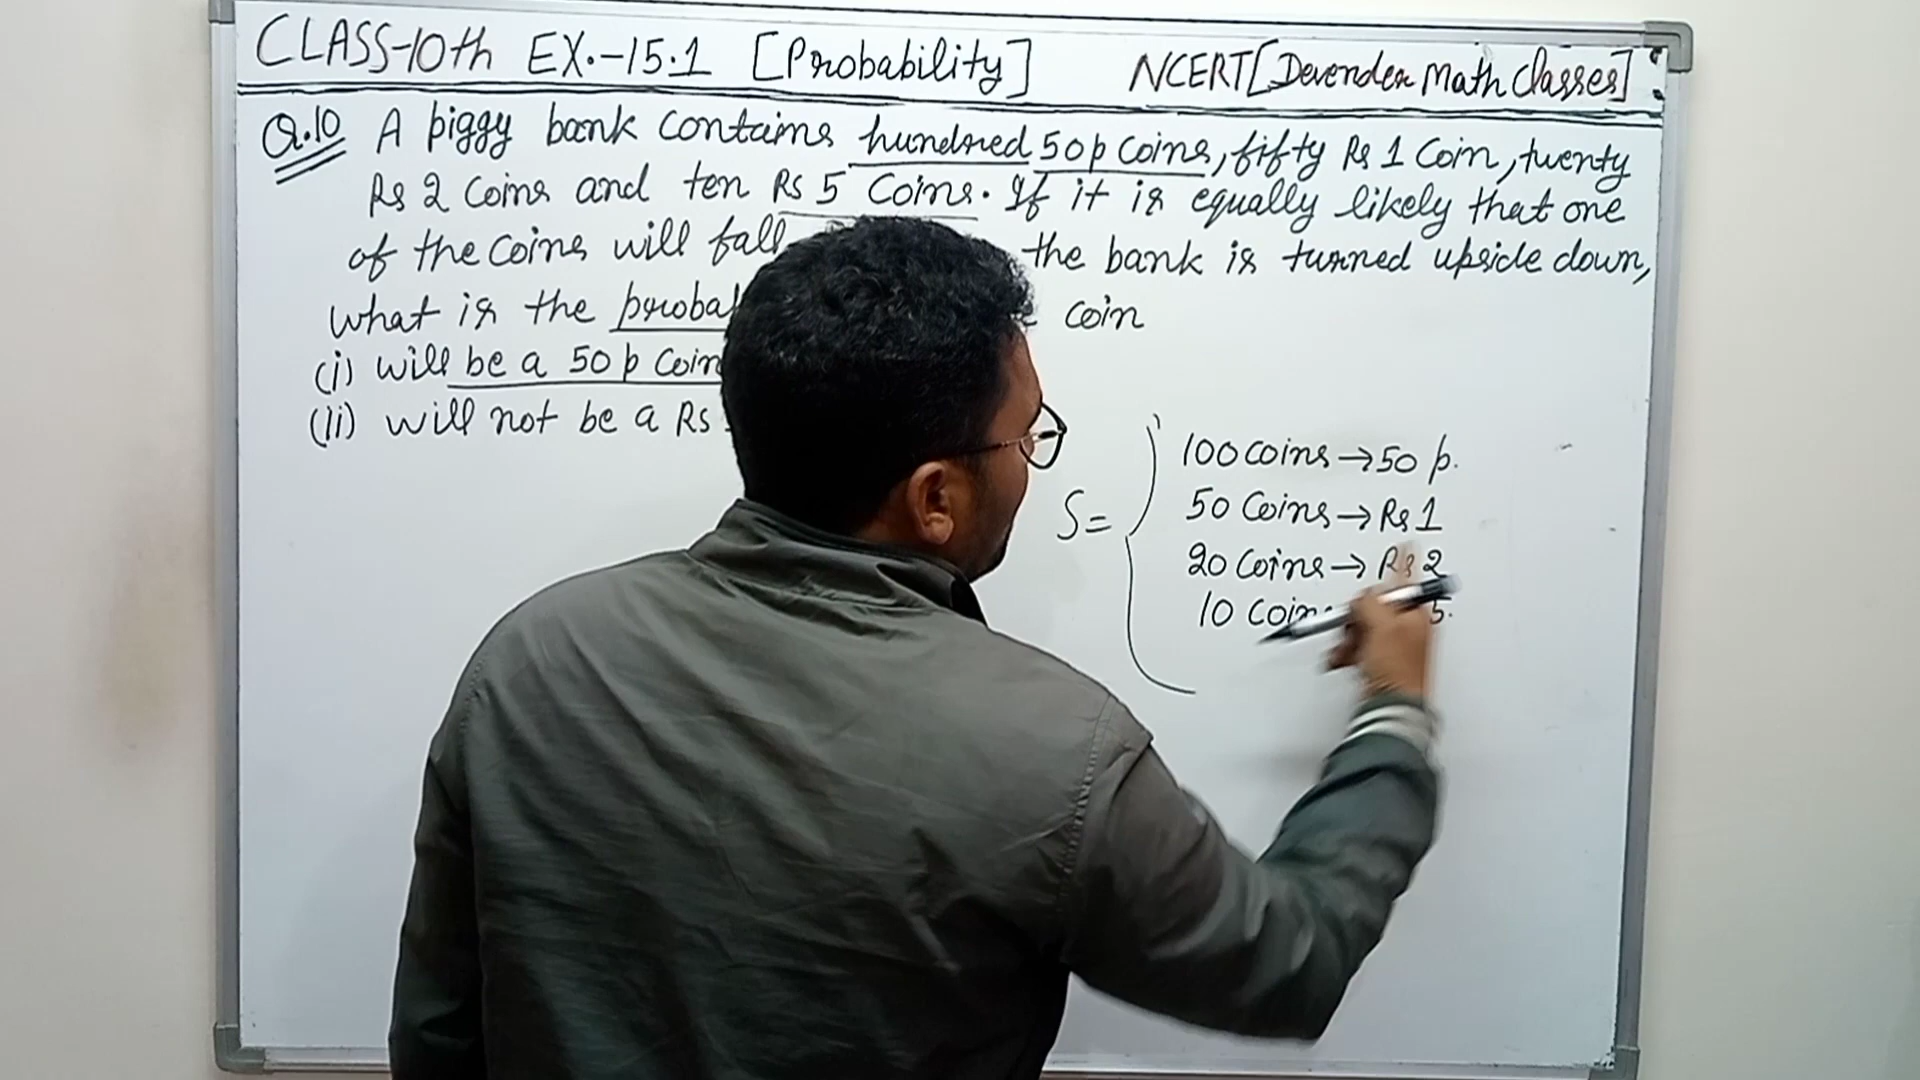 CLASS-10th EX.-15.1 [Probability] NCERT [Devender Math Classes]
Q.10 A piggy bank contains hundred 50p coins, fifty Rs 1 Coin, twenty
Rs 2 Coins and ten Rs 5 Coins. If it is equally likely that one
of the coins will fall the bank is turned upside down,
what is the coin
(i) will be a 50 p Coin
(ii) will not be a Rs
S =
100 coins → 50 p.
50 Coins → Rs 1
20 Coins → Rs 2
10 5.